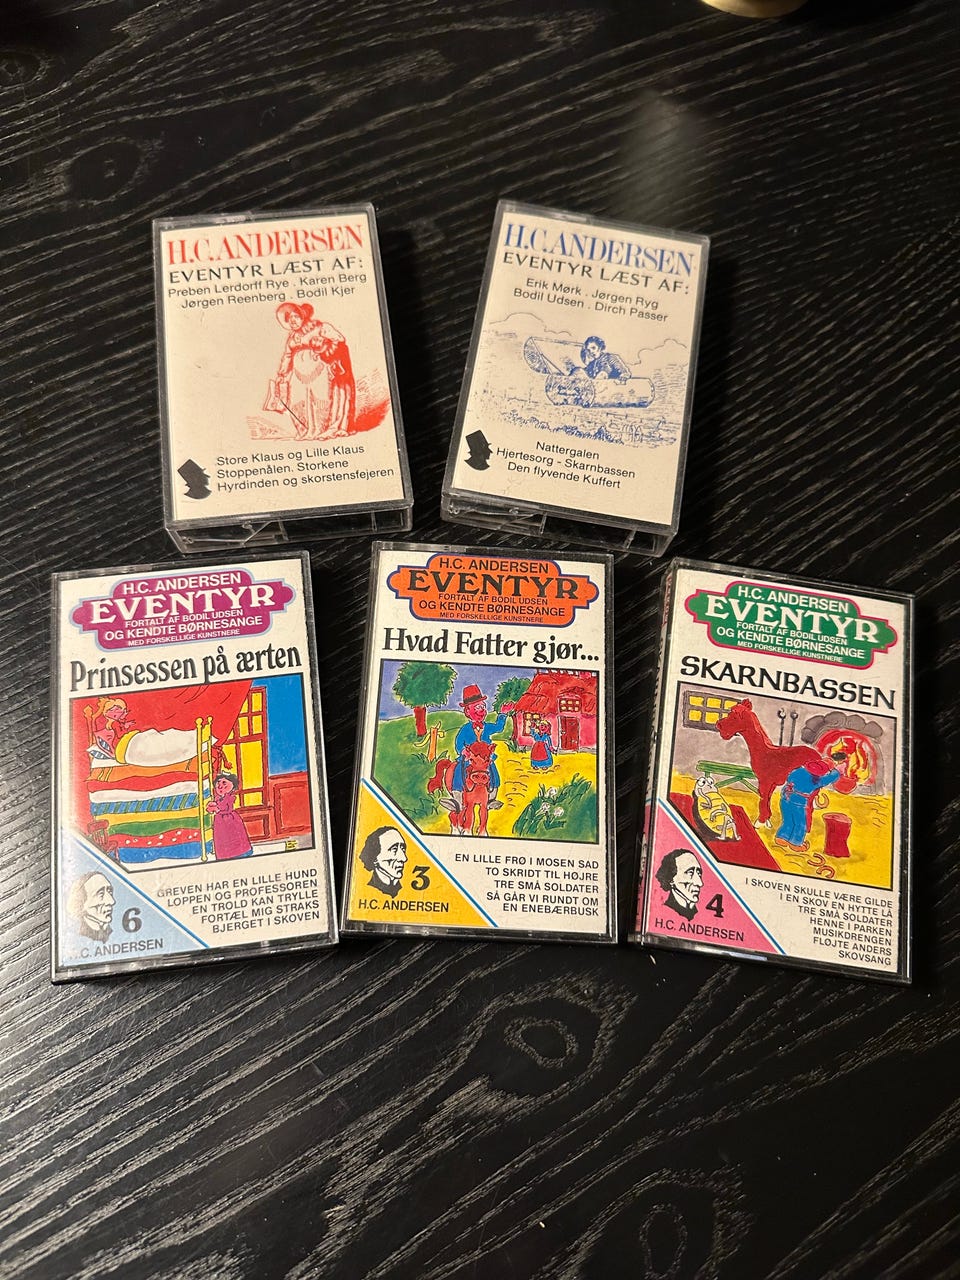 H.C. ANDERSEN
EVENTYR LÆST AF:
Preben Lerdorff Rye . Karen Berg
Jørgen Reenberg . Bodil Kjer
Store Klaus og Lille Klaus
Stoppenålen. Storkene
Hyrdinden og skorstensfejeren
H.C. ANDERSEN
EVENTYR LÆST AF:
Erik Mørk . Jørgen Ryg
Bodil Udsen . Dirch Passer
Nattergalen
Hjertesorg - Skarnbassen
Den flyvende Kuffert
H.C. ANDERSEN
EVENTYR
FORTALT AF BODIL UDSEN
OG KENDTE BØRNESANGE
MED FORSKELLIGE KUNSTNERE
Prinsessen på ærten
GREVEN HAR EN LILLE HUND
LOPPEN OG PROFESSOREN
EN TROLD KAN TRYLLE
FORTÆL MIG STRAKS
BJERGET I SKOVEN
6
H.C. ANDERSEN
H.C. ANDERSEN
EVENTYR
FORTALT AF BODIL UDSEN
OG KENDTE BØRNESANGE
MED FORSKELLIGE KUNSTNERE
Hvad Fatter gjør...
EN LILLE FRØ I MOSEN SAD
TO SKRIDT TIL HØJRE
TRE SMÅ SOLDATER
SÅ GÅR VI RUNDT OM
EN ENEBÆRBUSK
3
H.C. ANDERSEN
H.C. ANDERSEN
EVENTYR
FORTALT AF BODIL UDSEN
OG KENDTE BØRNESANGE
MED FORSKELLIGE KUNSTNERE
SKARNBASSEN
I SKOVEN SKULLE VÆRE GILDE
I EN SKOV EN HYTTE LÅ
TRE SMÅ SOLDATER
HENNE I PARKEN
MUSIKDRENGEN
FLØJTE ANDERS
SKOVSANG
4
H.C. ANDERSEN